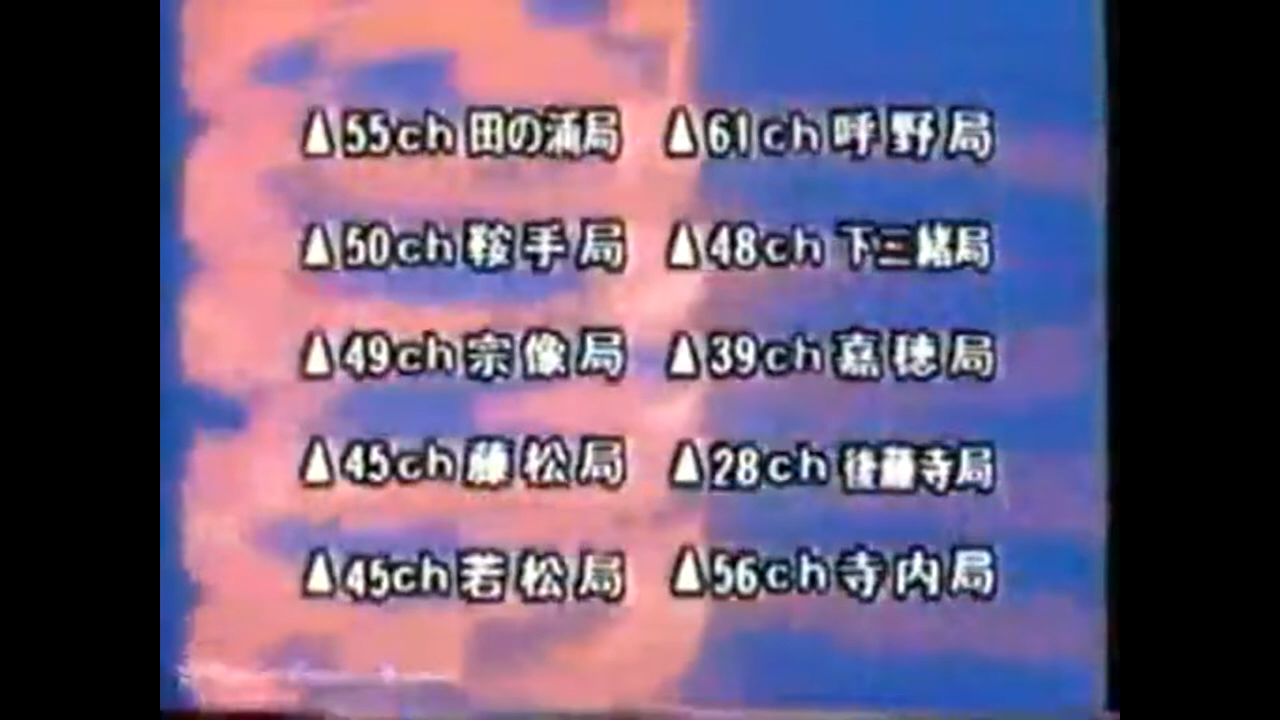 ▲55ch 田の浦局 ▲61ch 呼野局
▲50ch 鞍手局 ▲48ch 下三緒局
▲49ch 宗像局 ▲39ch 嘉穂局
▲45ch 藤松局 ▲28ch 後藤寺局
▲45ch 若松局 ▲56ch 寺内局